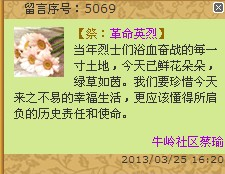 留言序号：5069
【祭：革命英烈】
当年烈士们浴血奋战的每一
寸土地，今天已鲜花朵朵，
绿草如茵。我们要珍惜今天
来之不易的幸福生活，更应该懂得所肩
负的历史责任和使命。
牛岭社区蔡瑜
2013/03/25 16:20